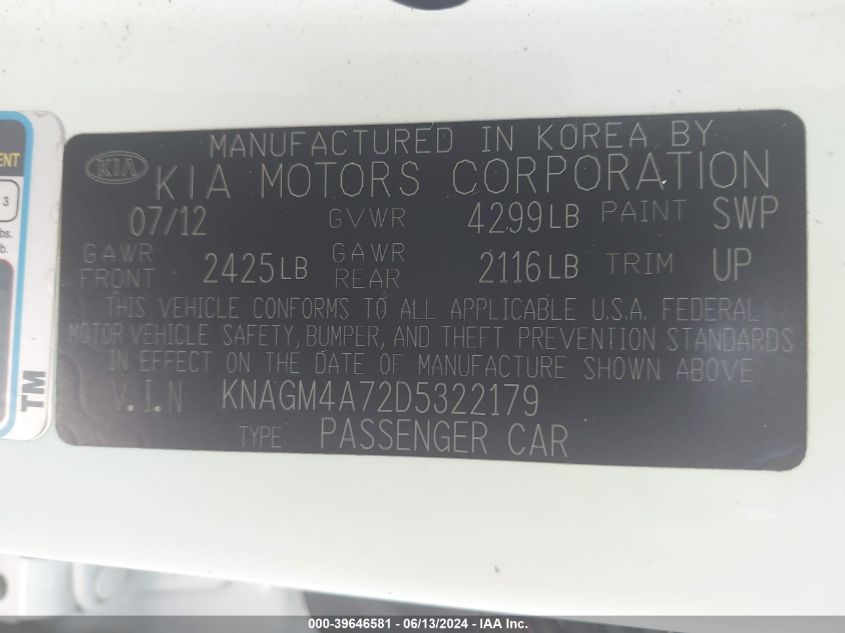 MANUFACTURED IN KOREA BY
KIA
KIA MOTORS CORPORATION
07/12 GVWR 4299LB PAINT SWP
GAWR FRONT 2425LB GAWR REAR 2116LB TRIM UP
THIS VEHICLE CONFORMS TO ALL APPLICABLE U.S.A. FEDERAL
MOTOR VEHICLE SAFETY, BUMPER, AND THEFT PREVENTION STANDARDS
IN EFFECT ON THE DATE OF MANUFACTURE SHOWN ABOVE
V.I.N KNAGM4A72D5322179
TYPE PASSENGER CAR
ENT
3
bs.
b.
TM
000-39646581 - 06/13/2024 - IAA Inc.